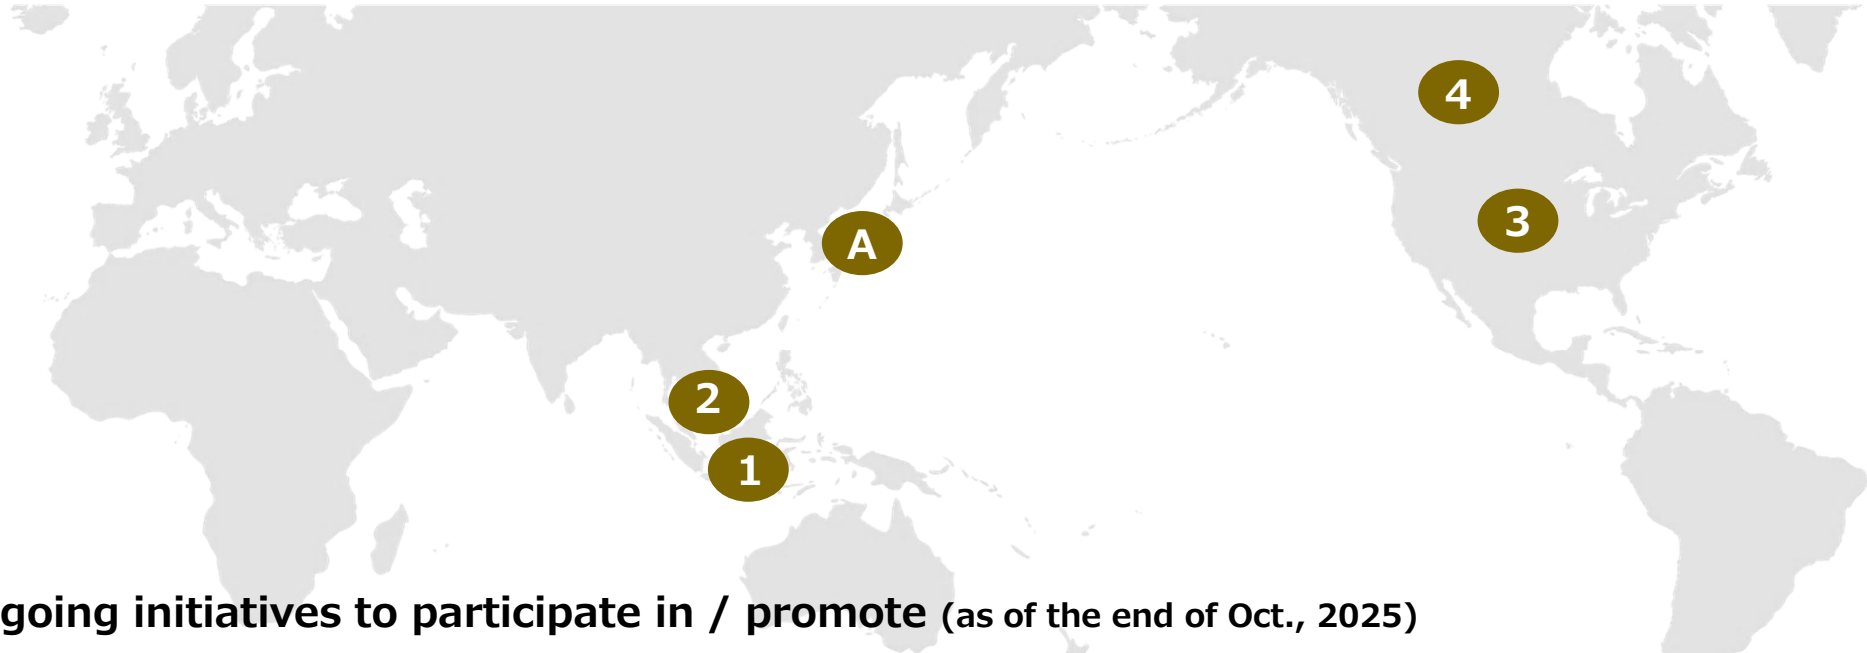 4
3
A
2
1
going initiatives to participate in / promote (as of the end of Oct., 2025)